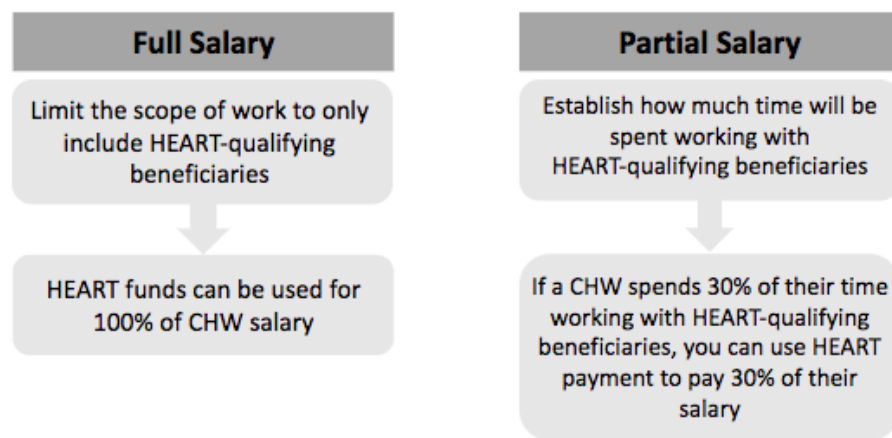 Full Salary
Limit the scope of work to only
include HEART-qualifying
beneficiaries
HEART funds can be used for
100% of CHW salary
Partial Salary
Establish how much time will be
spent working with
HEART-qualifying beneficiaries
If a CHW spends 30% of their time
working with HEART-qualifying
beneficiaries, you can use HEART
payment to pay 30% of their
salary